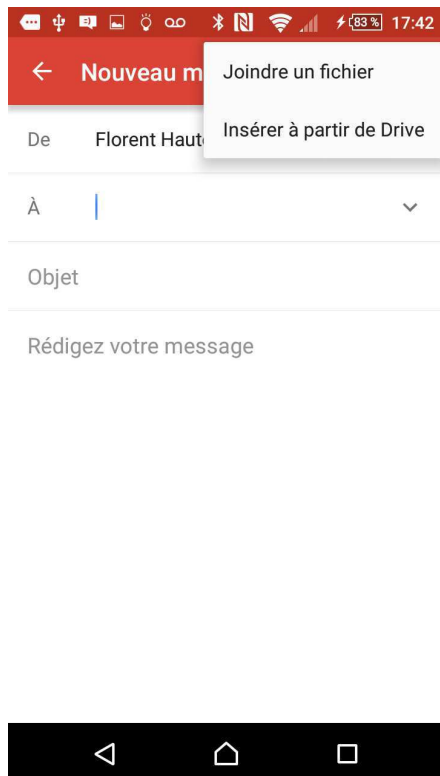 83 % 17:42
Nouveau m
Joindre un fichier
Insérer à partir de Drive
De Florent Haut
À
Objet
Rédigez votre message